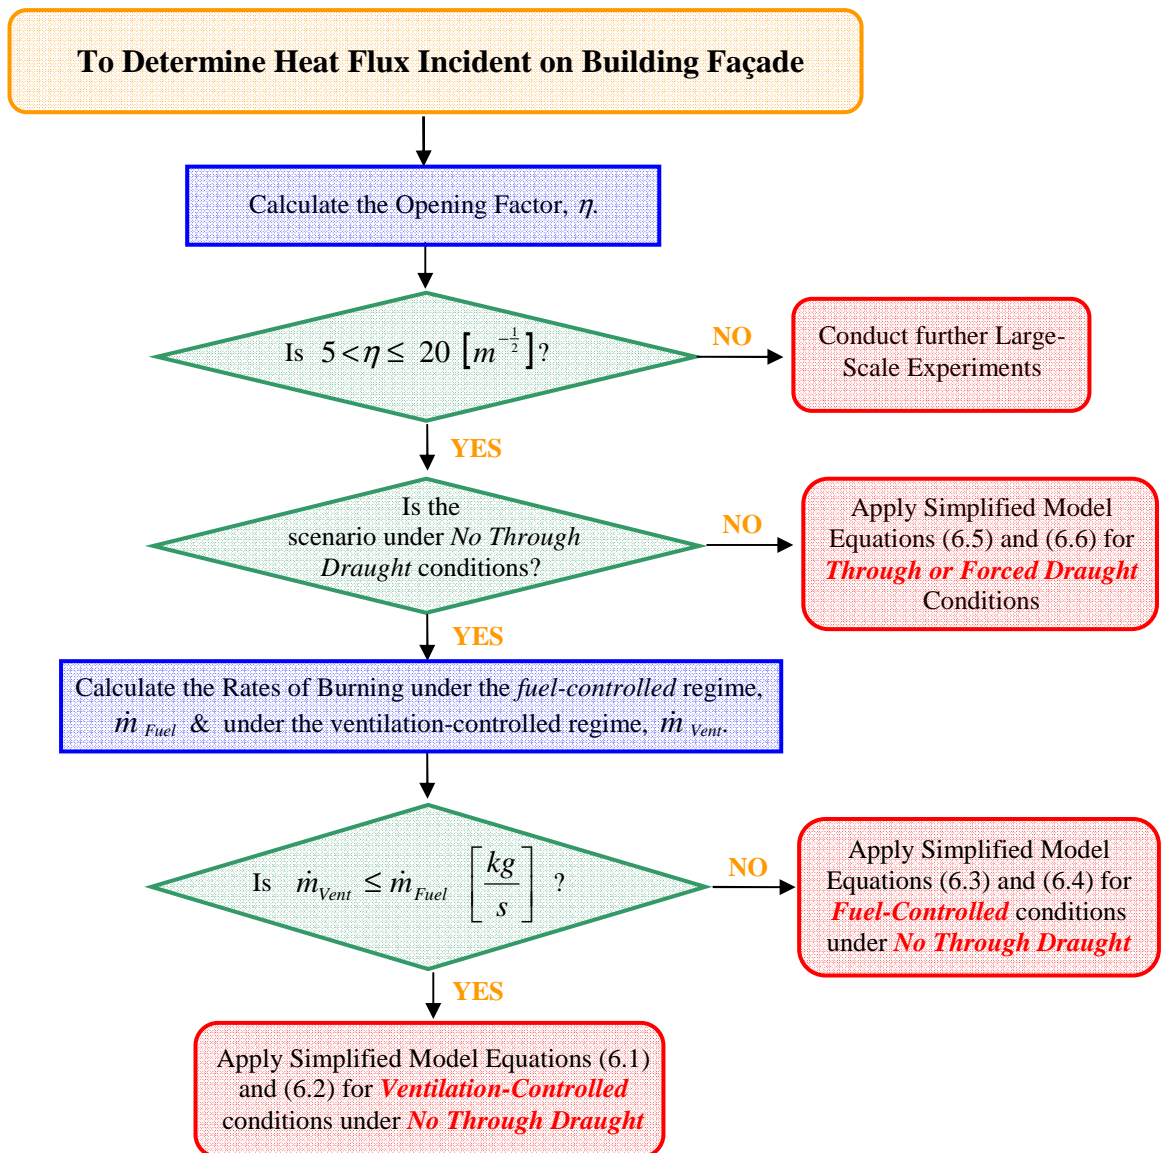 To Determine Heat Flux Incident on Building Façade
Calculate the Opening Factor, η.
Is 5 < η ≤ 20 [m^{-1/2}]?
NO
Conduct further Large-
Scale Experiments
YES
Is the
scenario under No Through
Draught conditions?
NO
Apply Simplified Model
Equations (6.5) and (6.6) for
Through or Forced Draught
Conditions
YES
Calculate the Rates of Burning under the fuel-controlled regime,
ṁ Fuel & under the ventilation-controlled regime, ṁ Vent.
Is ṁVent ≤ ṁFuel [kg/s] ?
NO
Apply Simplified Model
Equations (6.3) and (6.4) for
Fuel-Controlled conditions
under No Through Draught
YES
Apply Simplified Model Equations (6.1)
and (6.2) for Ventilation-Controlled
conditions under No Through Draught